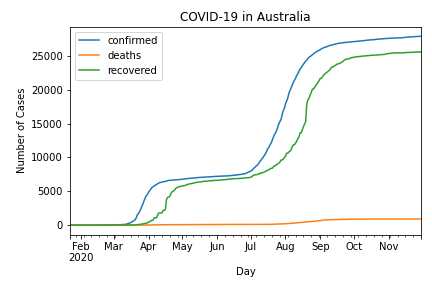 COVID-19 in Australia
confirmed
deaths
recovered
Number of Cases
25000
20000
15000
10000
5000
0
Feb Mar Apr May Jun Jul Aug Sep Oct Nov
2020
Day